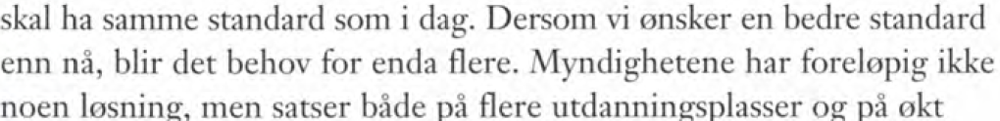 skal ha samme standard som i dag. Dersom vi ønsker en bedre standard
enn nå, blir det behov for enda flere. Myndighetene har foreløpig ikke
noen løsning, men satser både på flere utdanningsplasser og på økt